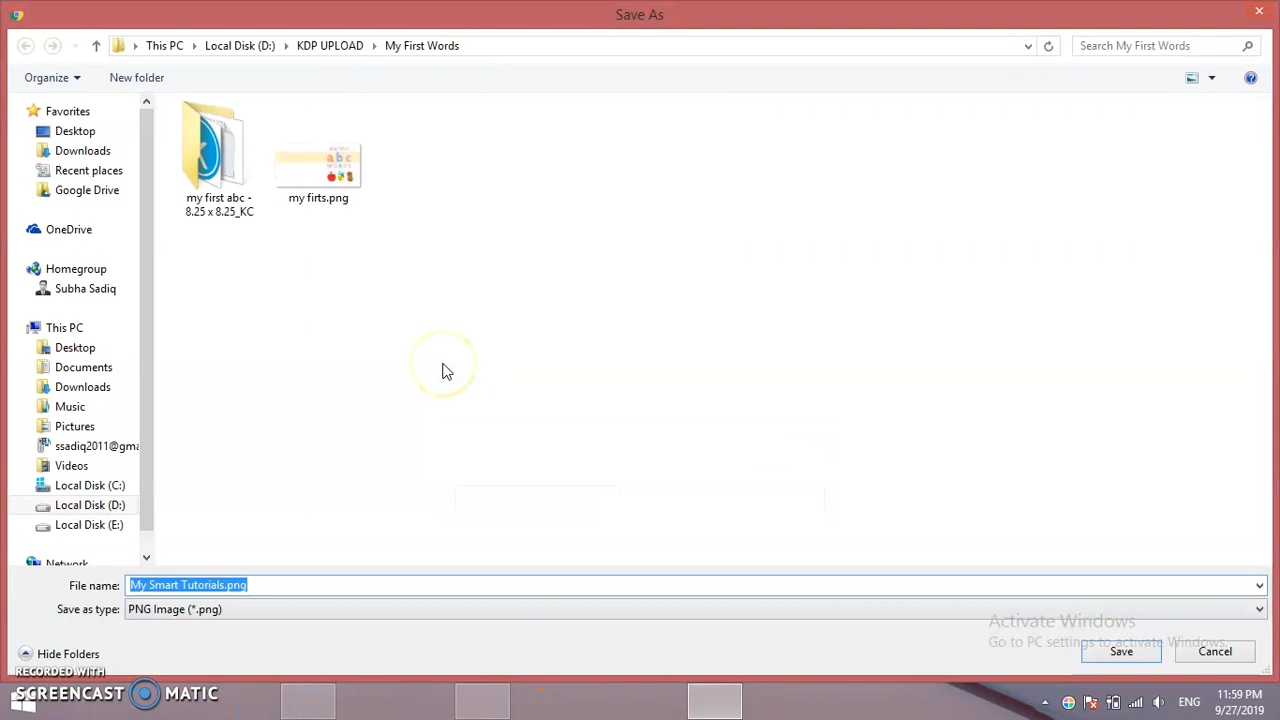 Save As
This PC
Local Disk (D:)
KDP UPLOAD
My First Words
Search My First Words
Organize
New folder
Favorites
Desktop
Downloads
Recent places
Google Drive
OneDrive
Homegroup
Subha Sadiq
This PC
Desktop
Documents
Downloads
Music
Pictures
ssadiq2011@gma
Videos
Local Disk (C:)
Local Disk (D:)
Local Disk (E:)
Network
my first abc -
8.25 x 8.25_KC
abc
my firts.png
File name:
My Smart Tutorials.png
Save as type:
PNG Image (*.png)
Activate Windows
Go to PC settings to activate Windows.
Hide Folders
Save
Cancel
RECORDED WITH
SCREENCAST MATIC
ENG
11:59 PM
9/27/2019